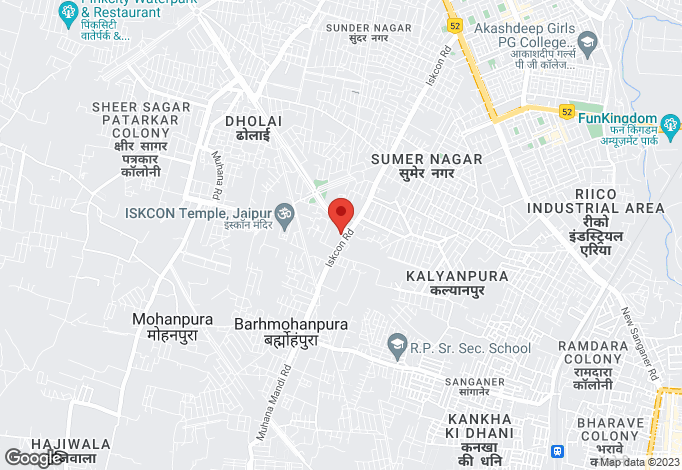 Pinkcity Waterpark
& Restaurant
पिंकसिटी
वाटरपार्क &...
SUNDER NAGAR
सुंदर नगर
52
Iskcon Rd
Akashdeep Girls
PG College...
आकाशदीप गर्ल्स
पी जी कॉलेज...
SHEER SAGAR
PATARKAR
COLONY
क्षीर सागर
पत्रकार
कॉलोनी
DHOLAI
ढोलाई
52
FunKingdom
फन किंगडम
अम्यूजमेंट पार्क
Muhana Rd
SUMER NAGAR
सुमेर नगर
ISKCON Temple, Jaipur
इस्कॉन मंदिर
Iskcon Rd
RIICO
INDUSTRIAL AREA
रीको
इंडस्ट्रियल
एरिया
KALYANPURA
कल्याणपुर
Mohanpura
मोहनपुरा
Barhmohanpura
बर्ह्मोहंपुरा
R.P. Sr. Sec. School
New Sanganer Rd
RAMDARA
COLONY
रामदारा
कॉलोनी
SANGANER
सांगानेर
Muhana Mandi Rd
KANKHA
KI DHANI
कनखा
की धनि
BHARAVE
COLONY
भरावे
HAJIWALA
Google
Map data ©2023